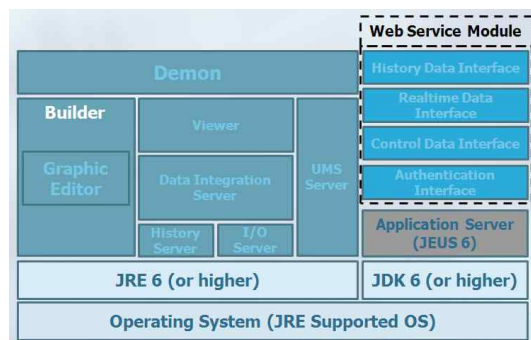 Web Service Module
Demon
History Data Interface
Realtime Data
Interface
Control Data Interface
Authentication
Interface
Builder
Graphic
Editor
Viewer
Data Integration
Server
History
Server
I/O
Server
UMS
Server
Application Server
(JEUS 6)
JRE 6 (or higher)
JDK 6 (or higher)
Operating System (JRE Supported OS)